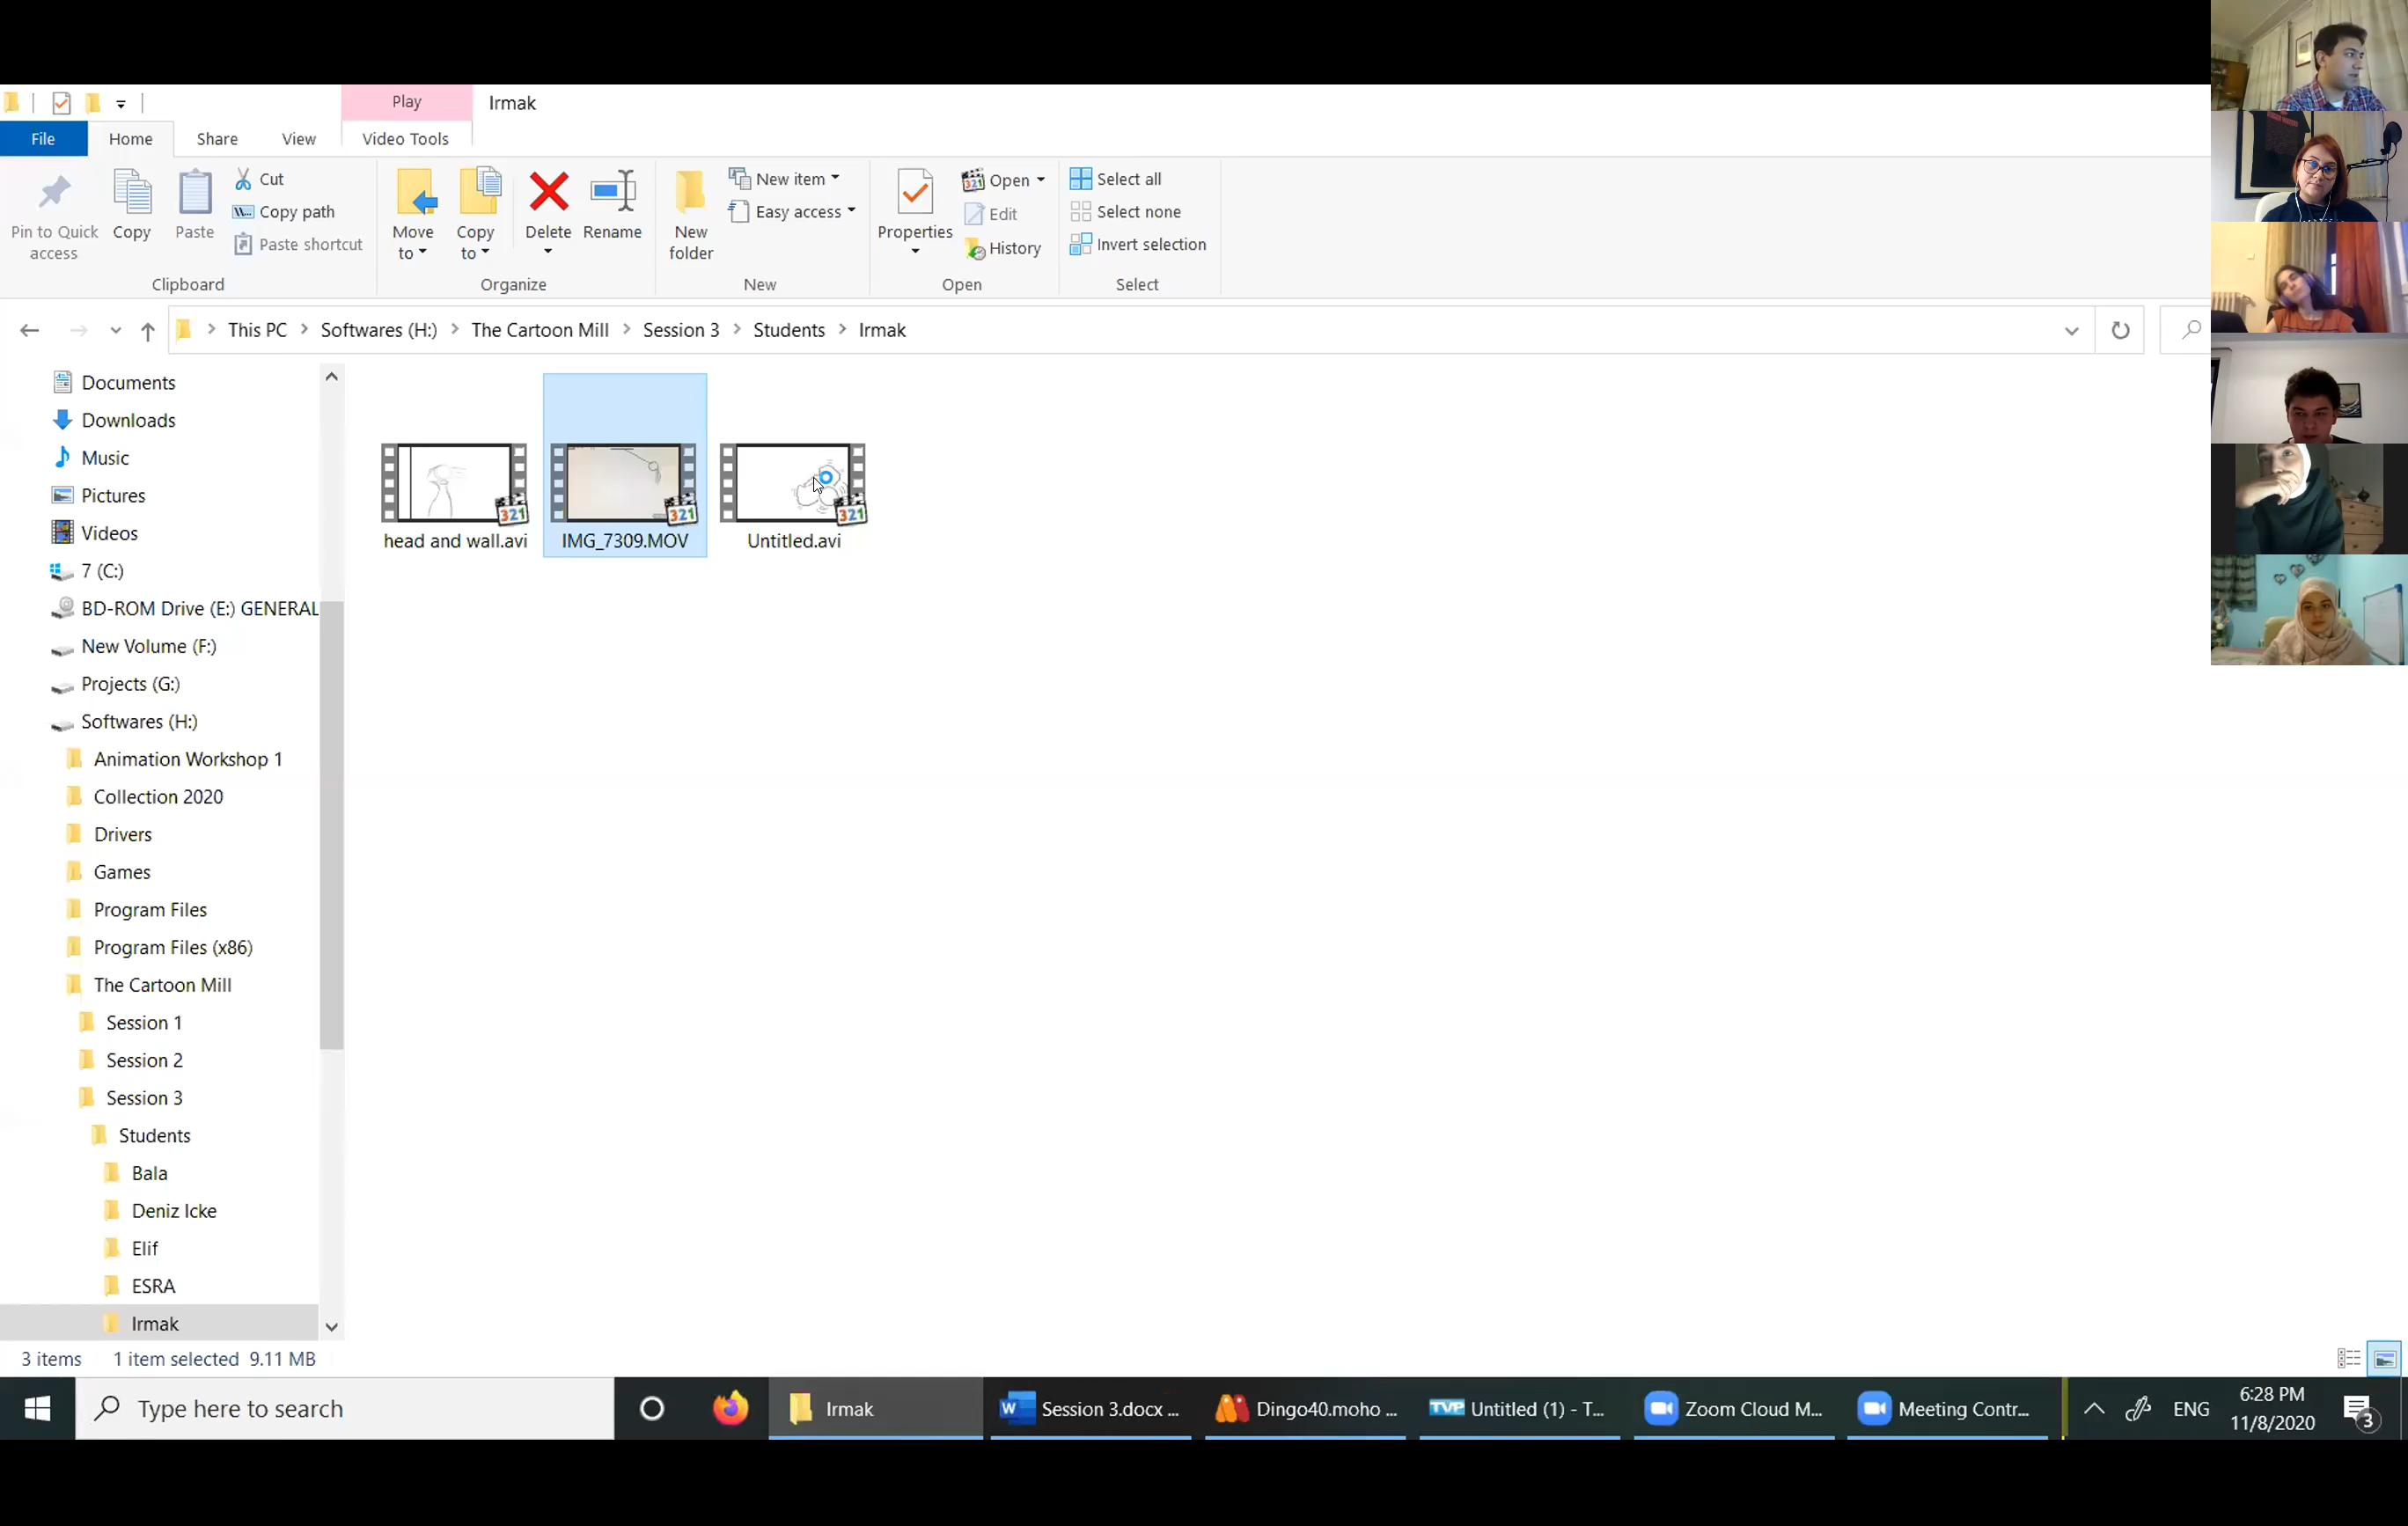 Play
Irmak
File
Home
Share
View
Video Tools
Pin to Quick access
Copy
Paste
Cut
Copy path
Paste shortcut
Clipboard
Move to
Copy to
Delete
Rename
Organize
New folder
New item
Easy access
New
Properties
Open
Edit
History
Open
Select all
Select none
Invert selection
Select
This PC > Softwares (H:) > The Cartoon Mill > Session 3 > Students > Irmak
Documents
Downloads
Music
Pictures
Videos
7 (C:)
BD-ROM Drive (E:) GENERAL
New Volume (F:)
Projects (G:)
Softwares (H:)
Animation Workshop 1
Collection 2020
Drivers
Games
Program Files
Program Files (x86)
The Cartoon Mill
Session 1
Session 2
Session 3
Students
Bala
Deniz Icke
Elif
ESRA
Irmak
321
321
321
head and wall.avi
IMG_7309.MOV
Untitled.avi
3 items 1 item selected 9.11 MB
Type here to search
Irmak
W Session 3.docx ...
Dingo40.moho ...
TVP Untitled (1) - T...
Zoom Cloud M...
Meeting Contr...
ENG
6:28 PM
11/8/2020
3